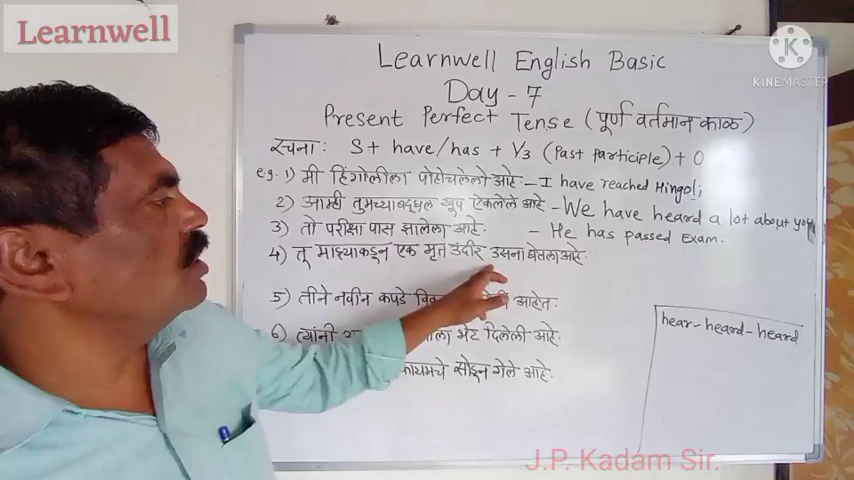 Learnwell
K
KINEMASTER
Learnwell English Basic
Day - 7
Present Perfect Tense (पूर्ण वर्तमान काळ)
रचना: S + have/has + V3 (Past participle) + O
e.g. 1) मी हिंगोलीला पोहोचलेलो आहे - I have reached Hingoli
2) आम्ही तुमच्याबद्दल खूप ऐकलेले आहे - We have heard a lot about you
3) तो परीक्षा पास झालेला आहे. - He has passed Exam.
4) तू माझ्याकडून एक मृत उंदीर उसना घेतला आहे.
5) तीने नवीन कपडे आहेत.
6) त्यांनी भेट दिलेली आहे.
कायमचे सोडून गेले आहे.
hear - heard - heard
J.P. Kadam Sir.